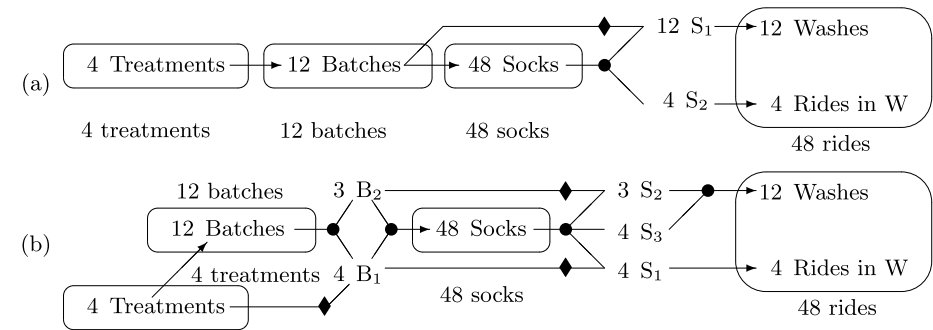 12 S₁ 12 Washes
(a) 4 Treatments 12 Batches 48 Socks
4 S₂ 4 Rides in W
4 treatments 12 batches 48 socks
48 rides
12 batches 3 B₂ 3 S₂ 12 Washes
(b) 12 Batches 48 Socks 4 S₃
4 treatments 4 B₁ 4 S₁ 4 Rides in W
4 Treatments 48 socks 48 rides